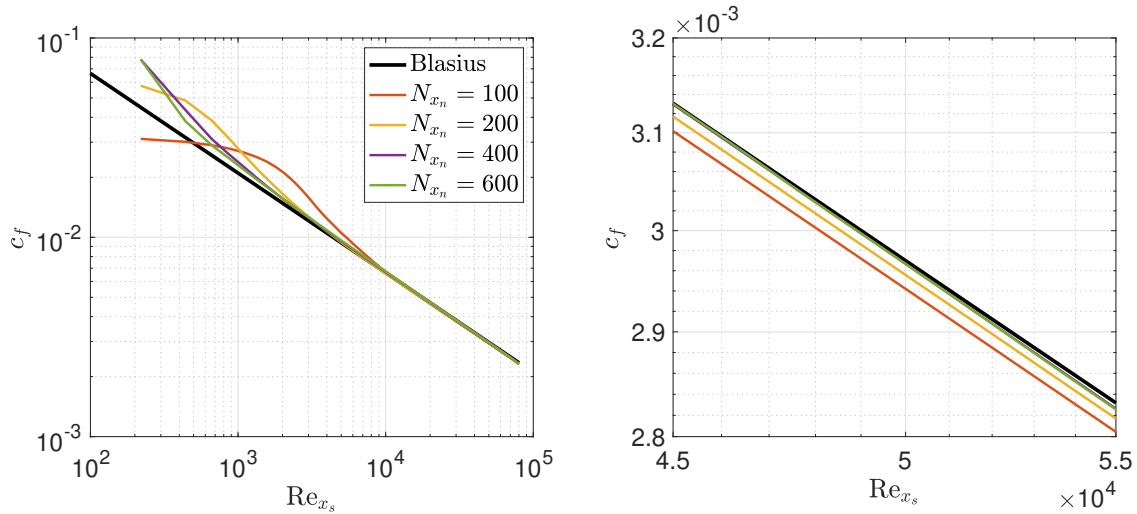 10^{-1}
10^{-2}
10^{-3}
c_f
10^2
10^3
10^4
10^5
Re_{x_s}
Blasius
N_{x_n} = 100
N_{x_n} = 200
N_{x_n} = 400
N_{x_n} = 600
×10^{-3}
3.2
3.1
3
2.9
2.8
c_f
4.5
5
5.5
Re_{x_s}
×10^4